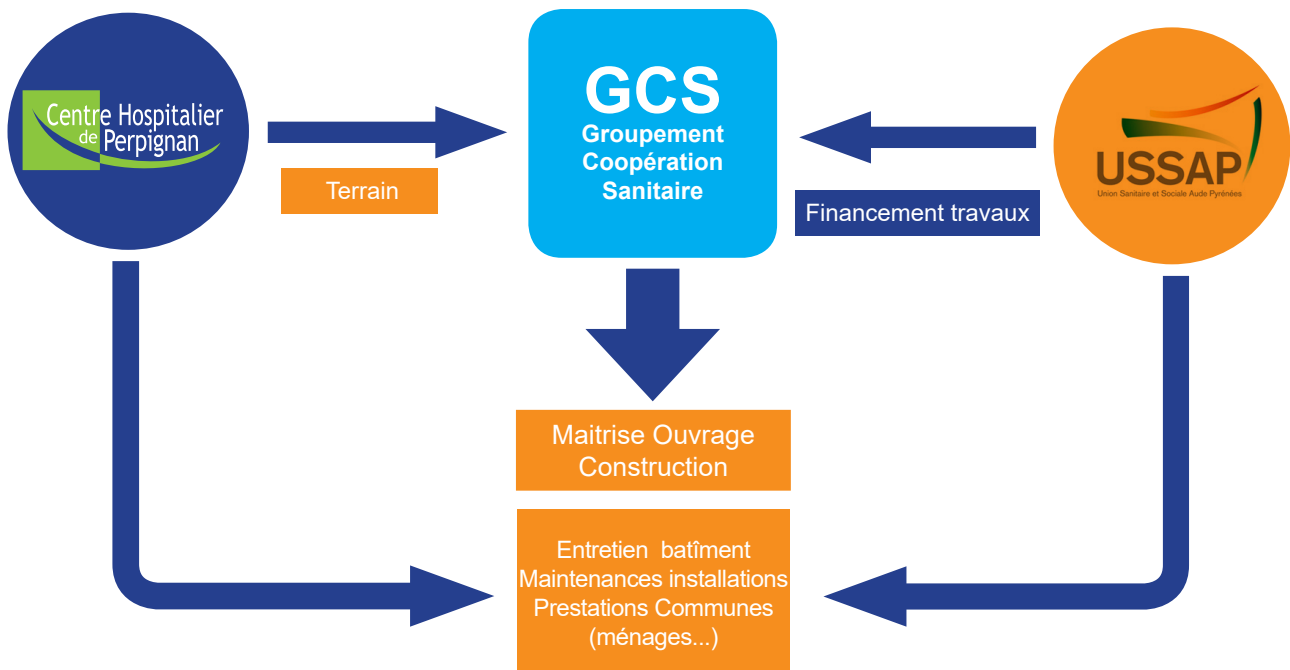 Centre Hospitalier
de Perpignan
Terrain
GCS
Groupement
Coopération
Sanitaire
Financement travaux
USSAP
Union Sanitaire et Sociale Aude Pyrénées
Maitrise Ouvrage
Construction
Entretien batîment
Maintenances installations
Prestations Communes
(ménages...)